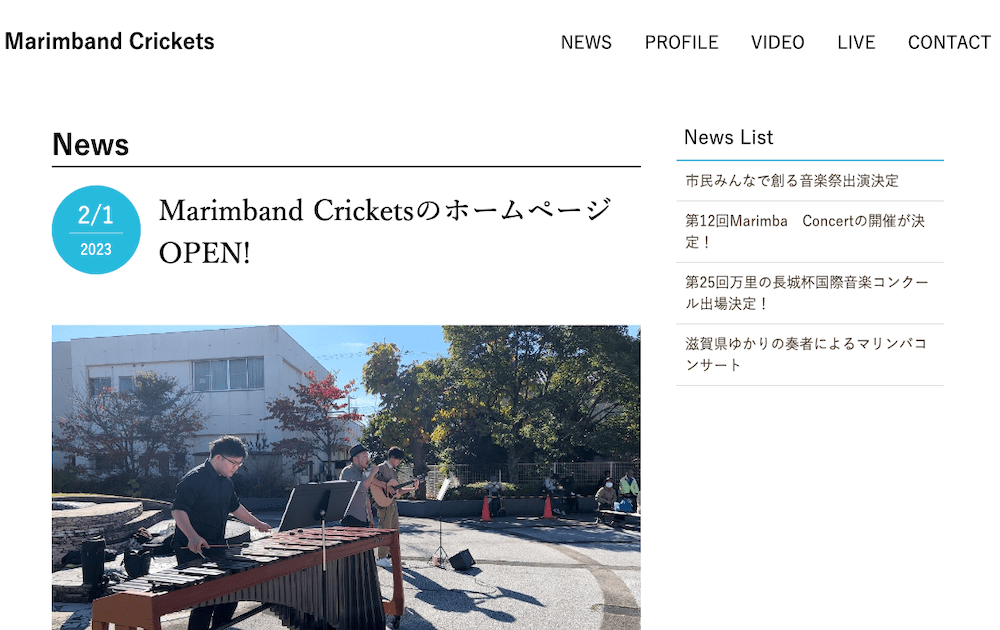 Marimband Crickets
NEWS PROFILE VIDEO LIVE CONTACT
News
2/1
2023
Marimband Cricketsのホームページ
OPEN!
News List
市民みんなで創る音楽祭出演決定
第12回Marimba　Concertの開催が決
定！
第25回万里の長城杯国際音楽コンクー
ル出場決定！
滋賀県ゆかりの奏者によるマリンバコ
ンサート